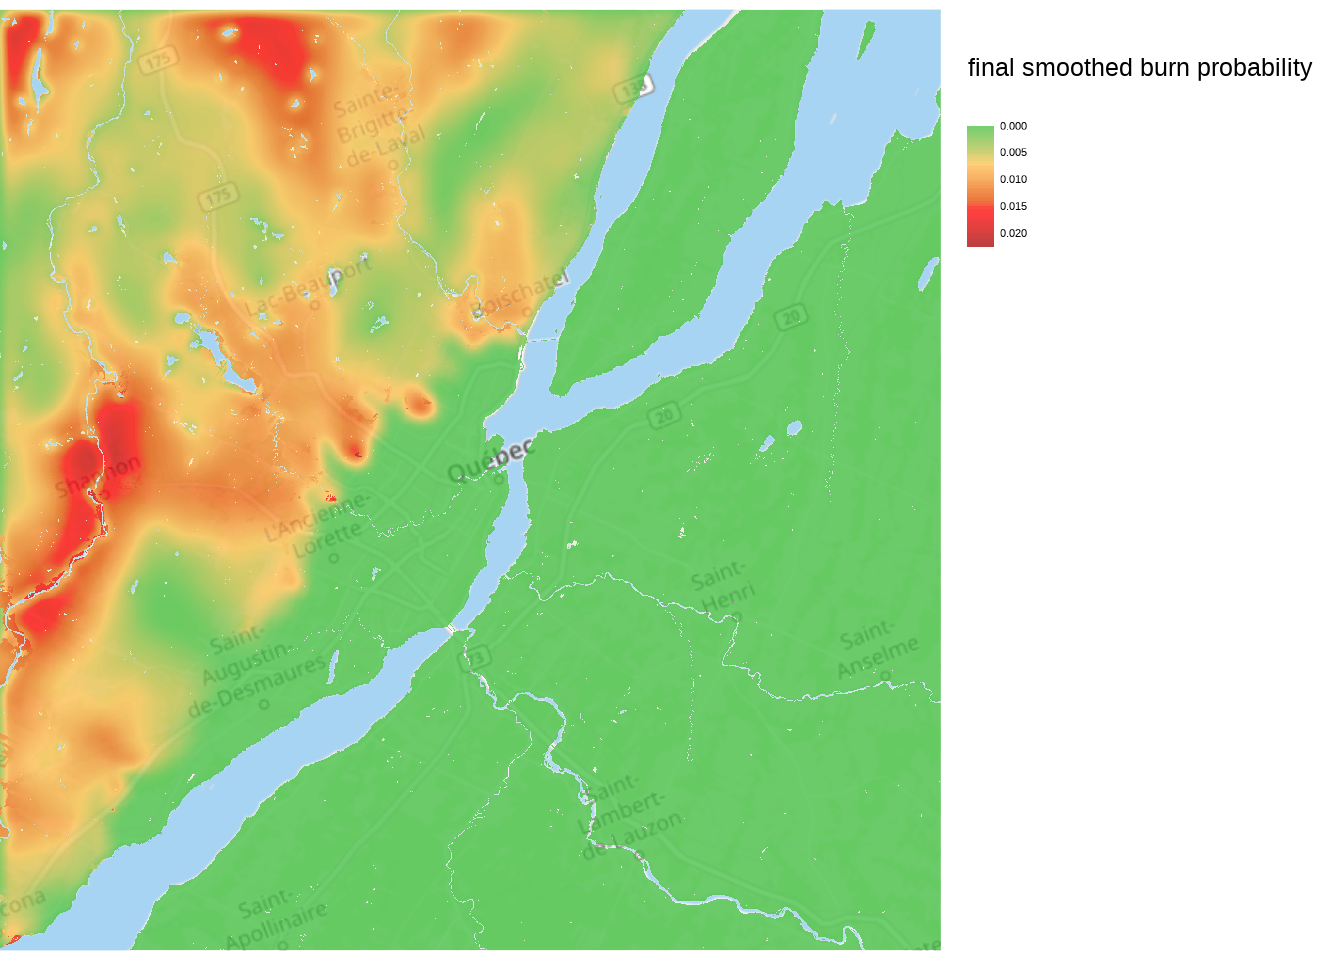 final smoothed burn probability
0.000
0.005
0.010
0.015
0.020
175
138
Sainte-
Brigitte-
de-Laval
175
Lac-Beauport
Boischatel
20
20
Québec
Shannon
L'Ancienne-
Lorette
Saint-
Henri
Saint-
Augustin-
de-Desmaures
73
Saint-
Anselme
Saint-
Lambert-
de-Lauzon
cona
Saint-
Apollinaire